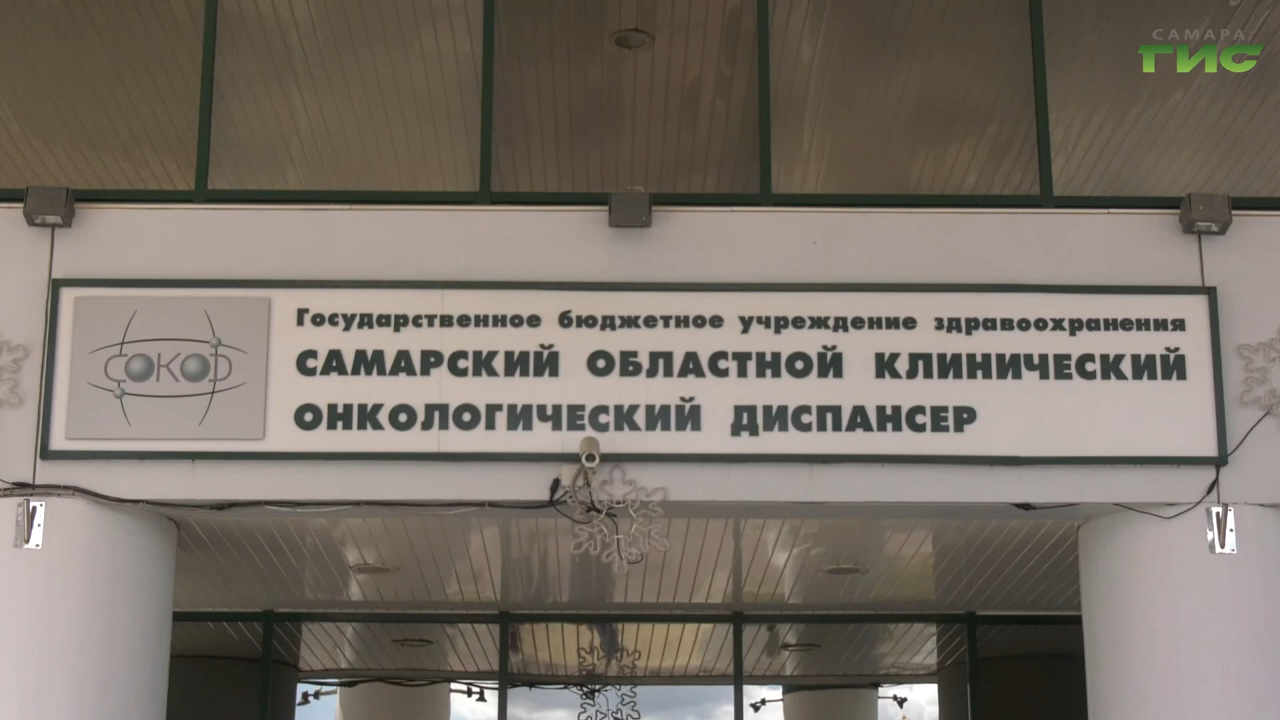 САМАРА
ГИС
СОКОД
Государственное бюджетное учреждение здравоохранения
САМАРСКИЙ ОБЛАСТНОЙ КЛИНИЧЕСКИЙ
ОНКОЛОГИЧЕСКИЙ ДИСПАНСЕР